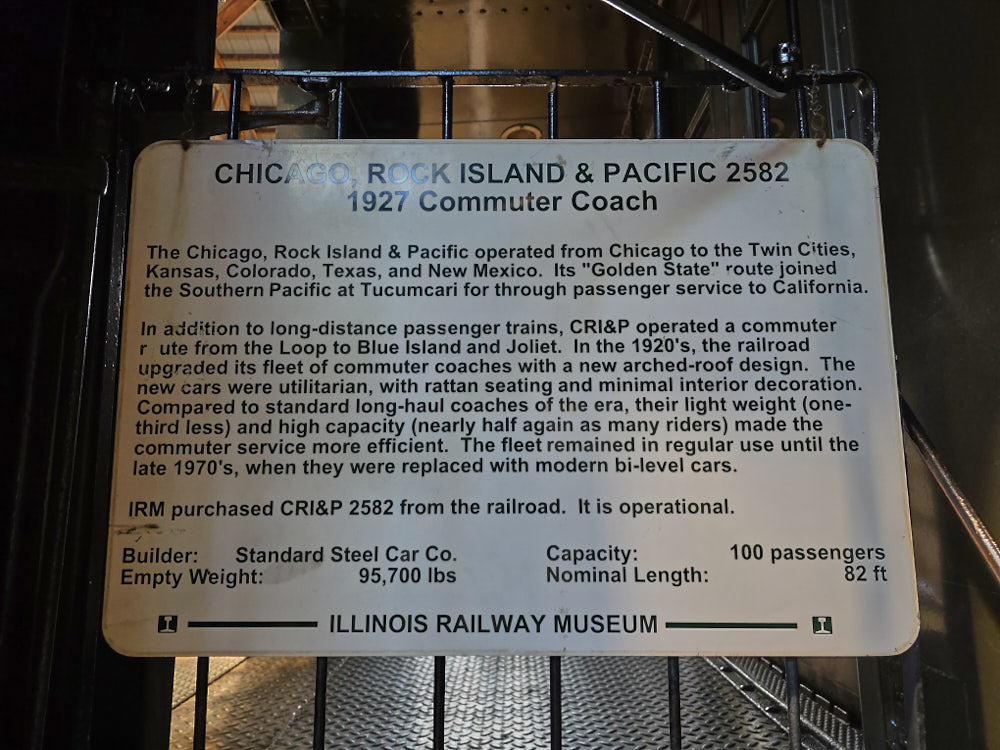 CHICAGO, ROCK ISLAND & PACIFIC 2582
1927 Commuter Coach
The Chicago, Rock Island & Pacific operated from Chicago to the Twin Cities,
Kansas, Colorado, Texas, and New Mexico. Its "Golden State" route joined
the Southern Pacific at Tucumcari for through passenger service to California.
In addition to long-distance passenger trains, CRI&P operated a commuter
r ute from the Loop to Blue Island and Joliet. In the 1920's, the railroad
upgraded its fleet of commuter coaches with a new arched-roof design. The
new cars were utilitarian, with rattan seating and minimal interior decoration.
Compared to standard long-haul coaches of the era, their light weight (one-
third less) and high capacity (nearly half again as many riders) made the
commuter service more efficient. The fleet remained in regular use until the
late 1970's, when they were replaced with modern bi-level cars.
IRM purchased CRI&P 2582 from the railroad. It is operational.
Builder: Standard Steel Car Co. Capacity: 100 passengers
Empty Weight: 95,700 lbs Nominal Length: 82 ft
ILLINOIS RAILWAY MUSEUM